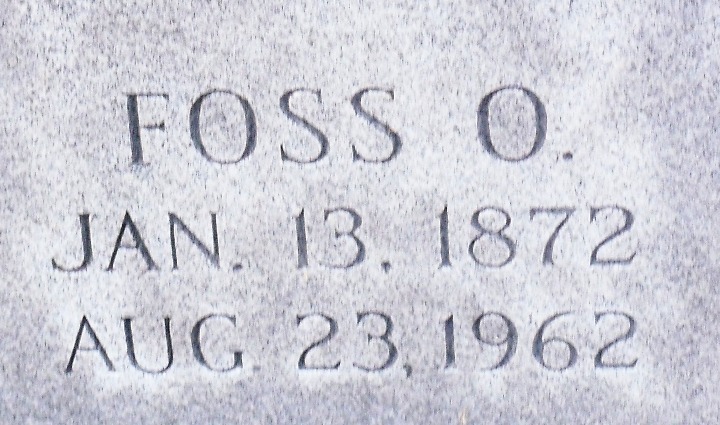 FOSS O.
JAN. 13, 1872
AUG. 23, 1962